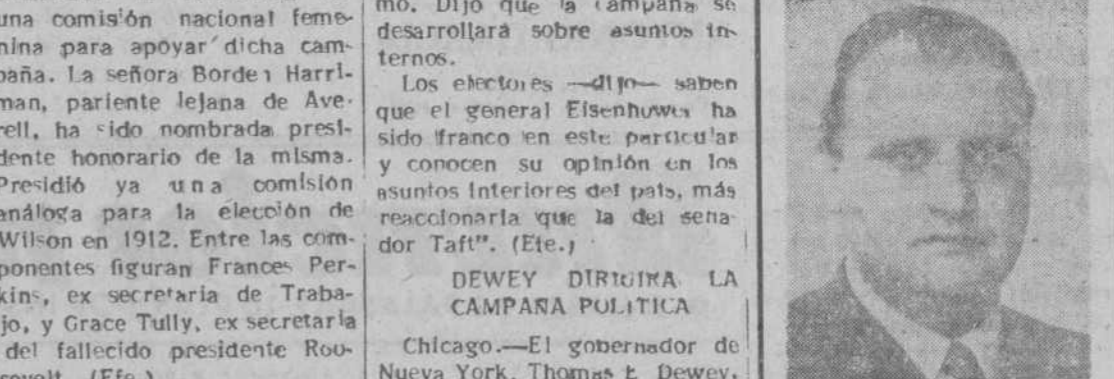 una comisión nacional feme-
nina para apoyar dicha cam-
paña. La señora Borden Harri-
man, pariente lejana de Ave-
rell, ha sido nombrada presi-
dente honorario de la misma.
Presidió ya una comisión
análoga para la elección de
Wilson en 1912. Entre las com-
ponentes figuran Frances Per-
kins, ex secretaria de Traba-
jo, y Grace Tully, ex secretaria
del fallecido presidente Roo-
sevelt. (Efe.)
mo. Dijo que la campaña se
desarrollará sobre asuntos in-
ternos.
Los electores —dijo— saben
que el general Eisenhower ha
sido franco en este particular
y conocen su opinión en los
asuntos interiores del país, más
reaccionaria que la del sena-
dor Taft". (Efe.)
DEWEY DIRIGIRA LA
CAMPAÑA POLITICA
Chicago.—El gobernador de
Nueva York, Thomas E. Dewey,